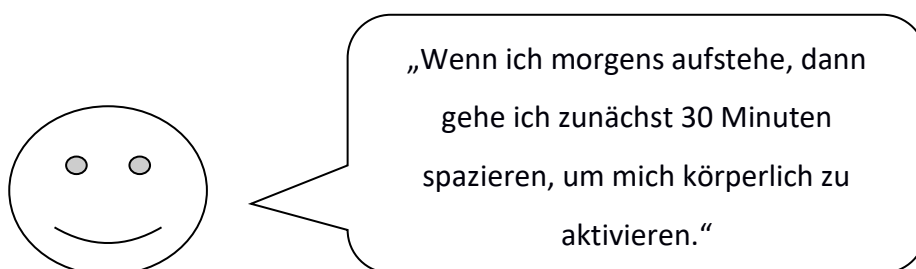 „Wenn ich morgens aufstehe, dann
gehe ich zunächst 30 Minuten
spazieren, um mich körperlich zu
aktivieren.“